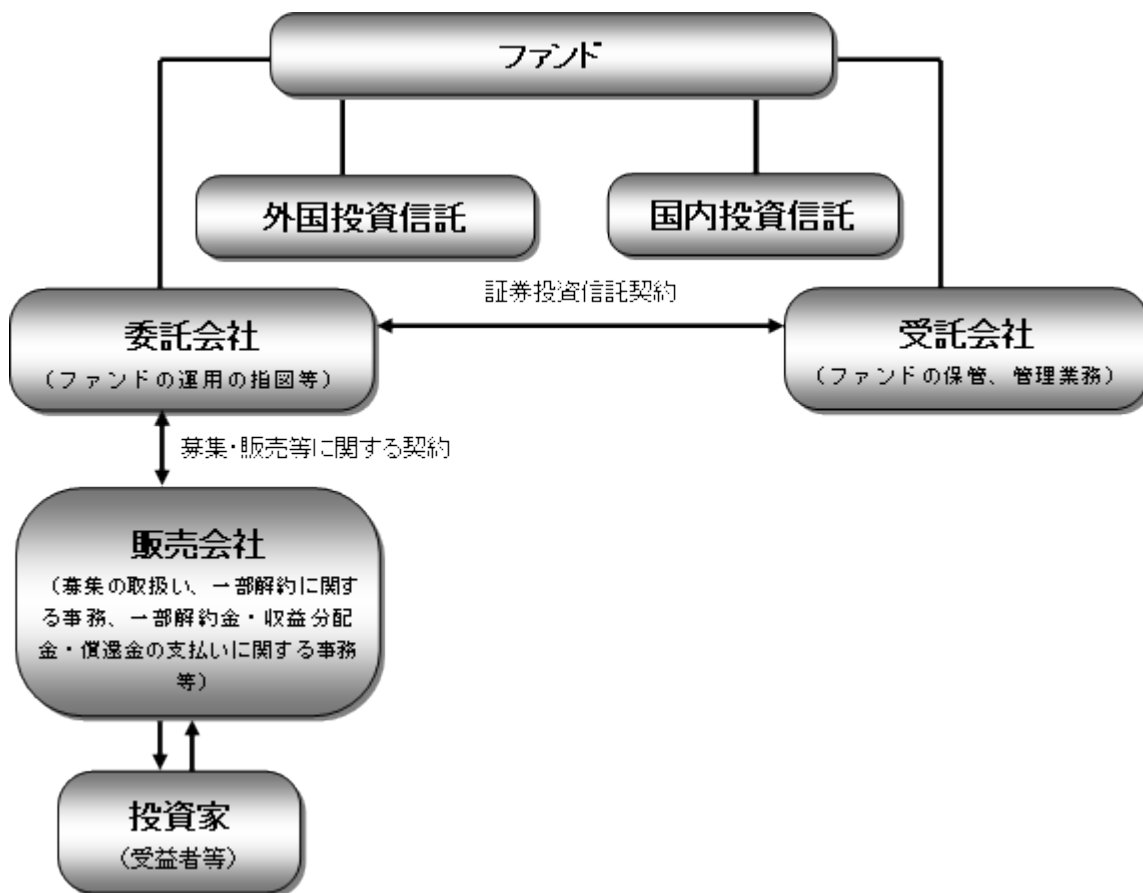 ファンド
外国投資信託
国内投資信託
証券投資信託契約
委託会社
（ファンドの運用の指図等）
受託会社
（ファンドの保管、管理業務）
募集・販売等に関する契約
販売会社
（募集の取扱い、一部解約に関す
る事務、一部解約金・収益分配
金・償還金の支払いに関する事務
等）
投資家
（受益者等）